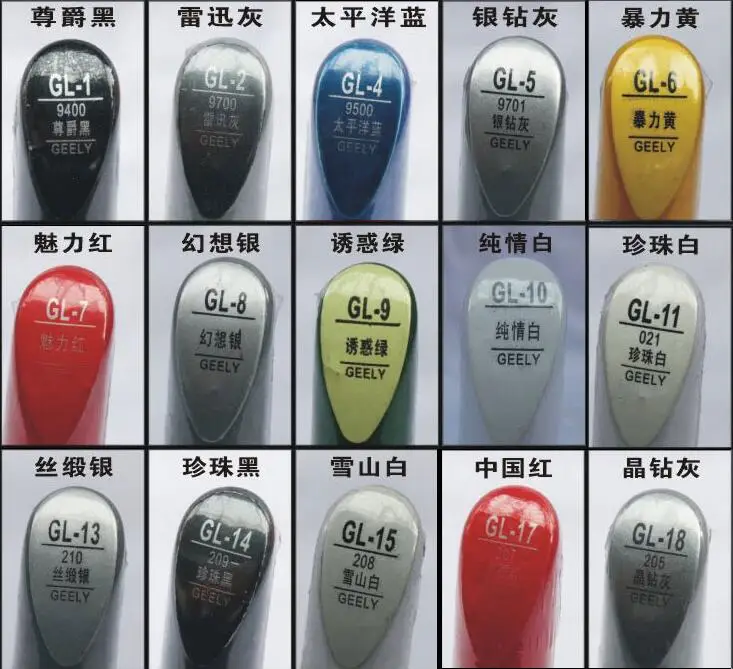 尊爵黑
GL-1
9400
尊爵黑
GEELY
雷迅灰
GL-2
9700
雷迅灰
GEELY
太平洋蓝
GL-4
9500
太平洋蓝
GEELY
银钻灰
GL-5
9701
银钻灰
GEELY
暴力黄
GL-6
暴力黄
GEELY
魅力红
GL-7
魅力红
幻想银
GL-8
幻想银
GEELY
诱惑绿
GL-9
诱惑绿
GEELY
纯情白
GL-10
纯情白
GEELY
珍珠白
GL-11
021
珍珠白
GEELY
丝缎银
GL-13
210
丝缎银
GEELY
珍珠黑
GL-14
209
珍珠黑
GEELY
雪山白
GL-15
208
雪山白
GEELY
中国红
GL-17
晶钻灰
GL-18
205
晶钻灰
GEELY